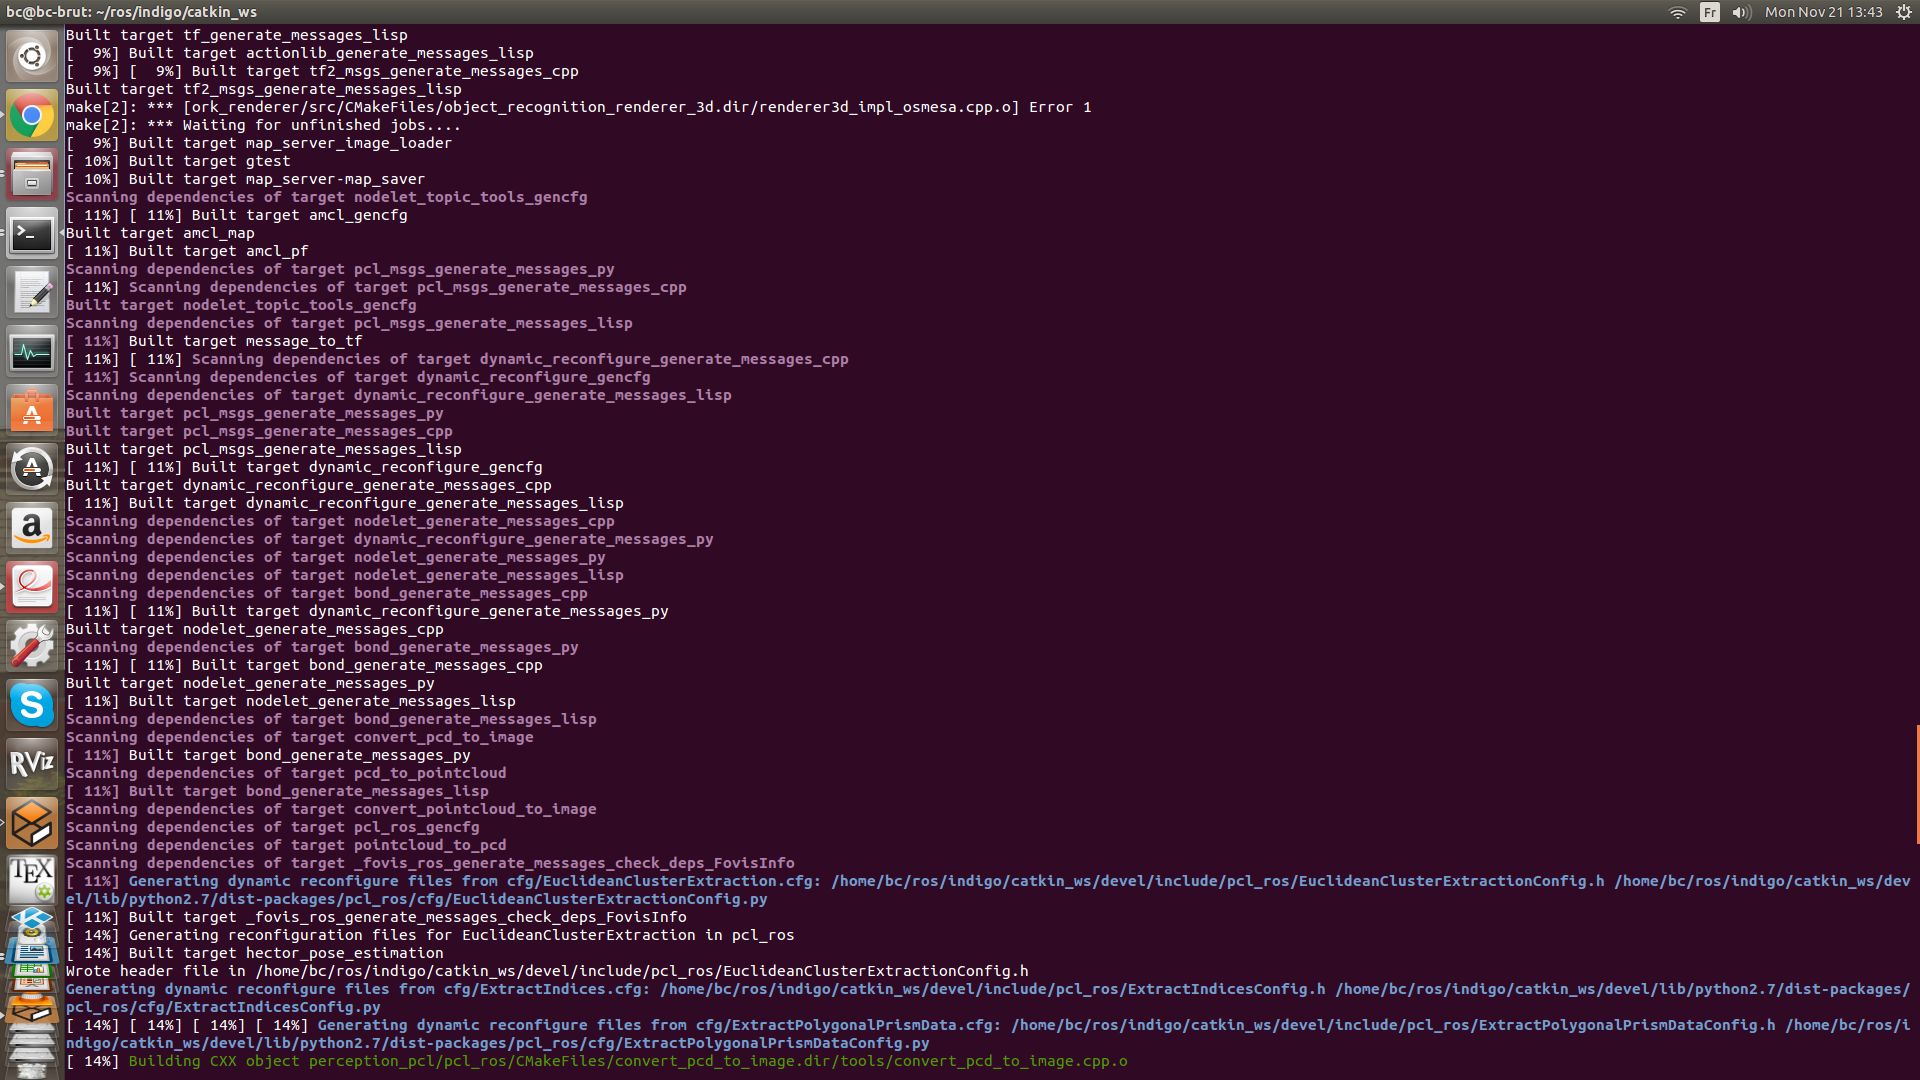 bc@bc-brut: ~/ros/indigo/catkin_ws
Fr
Mon Nov 21 13:43
Built target tf_generate_messages_lisp
[  9%] Built target actionlib_generate_messages_lisp
[  9%] [  9%] Built target tf2_msgs_generate_messages_cpp
Built target tf2_msgs_generate_messages_lisp
make[2]: *** [ork_renderer/src/CMakeFiles/object_recognition_renderer_3d.dir/renderer3d_impl_osmesa.cpp.o] Error 1
make[2]: *** Waiting for unfinished jobs....
[  9%] Built target map_server_image_loader
[ 10%] Built target gtest
[ 10%] Built target map_server-map_saver
Scanning dependencies of target nodelet_topic_tools_gencfg
[ 11%] [ 11%] Built target amcl_gencfg
Built target amcl_map
[ 11%] Built target amcl_pf
Scanning dependencies of target pcl_msgs_generate_messages_py
[ 11%] Scanning dependencies of target pcl_msgs_generate_messages_cpp
Built target nodelet_topic_tools_gencfg
Scanning dependencies of target pcl_msgs_generate_messages_lisp
[ 11%] Built target message_to_tf
[ 11%] [ 11%] Scanning dependencies of target dynamic_reconfigure_generate_messages_cpp
[ 11%] Scanning dependencies of target dynamic_reconfigure_gencfg
Scanning dependencies of target dynamic_reconfigure_generate_messages_lisp
Built target pcl_msgs_generate_messages_py
Built target pcl_msgs_generate_messages_cpp
Built target pcl_msgs_generate_messages_lisp
[ 11%] [ 11%] Built target dynamic_reconfigure_gencfg
Built target dynamic_reconfigure_generate_messages_cpp
[ 11%] Built target dynamic_reconfigure_generate_messages_lisp
Scanning dependencies of target nodelet_generate_messages_cpp
Scanning dependencies of target dynamic_reconfigure_generate_messages_py
Scanning dependencies of target nodelet_generate_messages_py
Scanning dependencies of target nodelet_generate_messages_lisp
Scanning dependencies of target bond_generate_messages_cpp
[ 11%] [ 11%] Built target dynamic_reconfigure_generate_messages_py
Built target nodelet_generate_messages_cpp
Scanning dependencies of target bond_generate_messages_py
[ 11%] [ 11%] Built target bond_generate_messages_cpp
Built target nodelet_generate_messages_py
[ 11%] Built target nodelet_generate_messages_lisp
Scanning dependencies of target bond_generate_messages_lisp
Scanning dependencies of target convert_pcd_to_image
[ 11%] Built target bond_generate_messages_py
Scanning dependencies of target pcd_to_pointcloud
[ 11%] Built target bond_generate_messages_lisp
Scanning dependencies of target convert_pointcloud_to_image
Scanning dependencies of target pcl_ros_gencfg
Scanning dependencies of target pointcloud_to_pcd
Scanning dependencies of target _fovis_ros_generate_messages_check_deps_FovisInfo
[ 11%] Generating dynamic reconfigure files from cfg/EuclideanClusterExtraction.cfg: /home/bc/ros/indigo/catkin_ws/devel/include/pcl_ros/EuclideanClusterExtractionConfig.h /home/bc/ros/indigo/catkin_ws/dev
el/lib/python2.7/dist-packages/pcl_ros/cfg/EuclideanClusterExtractionConfig.py
[ 11%] Built target _fovis_ros_generate_messages_check_deps_FovisInfo
[ 14%] Generating reconfiguration files for EuclideanClusterExtraction in pcl_ros
[ 14%] Built target hector_pose_estimation
Wrote header file in /home/bc/ros/indigo/catkin_ws/devel/include/pcl_ros/EuclideanClusterExtractionConfig.h
Generating dynamic reconfigure files from cfg/ExtractIndices.cfg: /home/bc/ros/indigo/catkin_ws/devel/include/pcl_ros/ExtractIndicesConfig.h /home/bc/ros/indigo/catkin_ws/devel/lib/python2.7/dist-packages/
pcl_ros/cfg/ExtractIndicesConfig.py
[ 14%] [ 14%] [ 14%] [ 14%] Generating dynamic reconfigure files from cfg/ExtractPolygonalPrismData.cfg: /home/bc/ros/indigo/catkin_ws/devel/include/pcl_ros/ExtractPolygonalPrismDataConfig.h /home/bc/ros/i
ndigo/catkin_ws/devel/lib/python2.7/dist-packages/pcl_ros/cfg/ExtractPolygonalPrismDataConfig.py
[ 14%] Building CXX object perception_pcl/pcl_ros/CMakeFiles/convert_pcd_to_image.dir/tools/convert_pcd_to_image.cpp.o
a
S
RViz
TEX